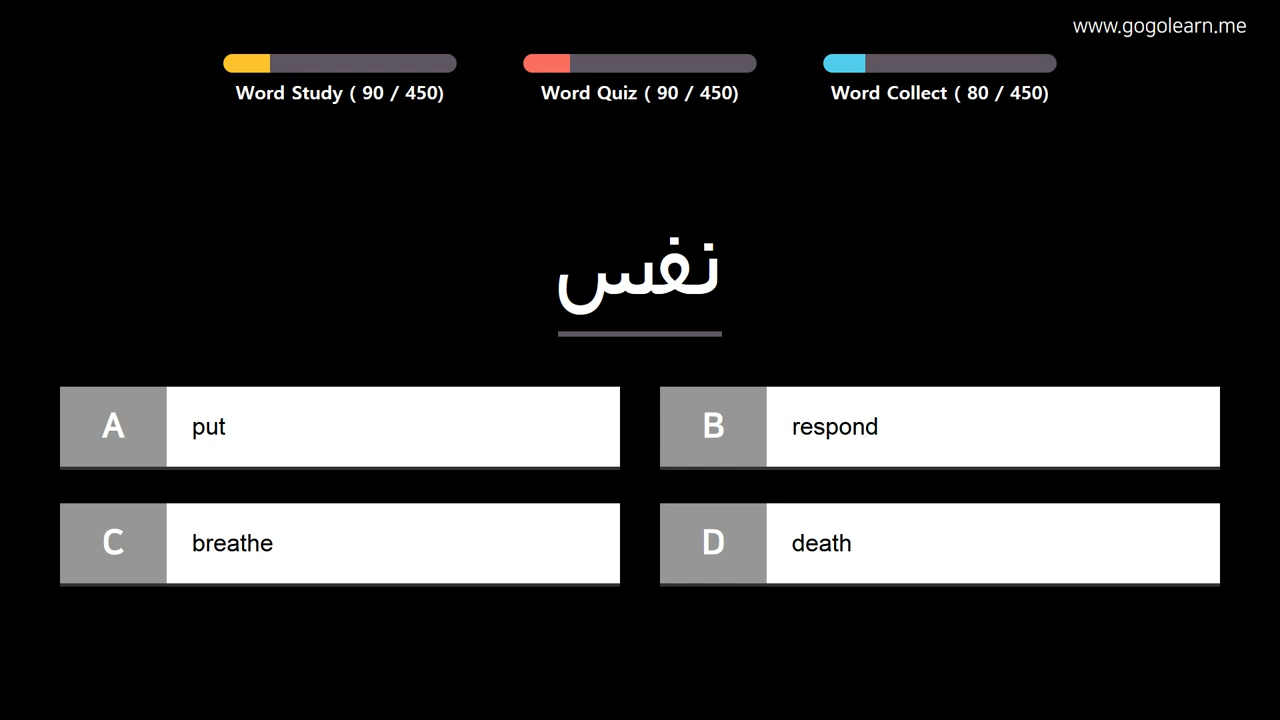 www.gogolearn.me
Word Study ( 90 / 450)
Word Quiz ( 90 / 450)
Word Collect ( 80 / 450)
نفس
A put
B respond
C breathe
D death